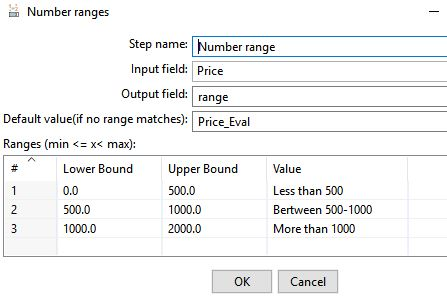 Number ranges
Step name: Number range
Input field: Price
Output field: range
Default value(if no range matches): Price_Eval
Ranges (min <= x< max):
# Lower Bound Upper Bound Value
1 0.0 500.0 Less than 500
2 500.0 1000.0 Bertween 500-1000
3 1000.0 2000.0 More than 1000
OK Cancel